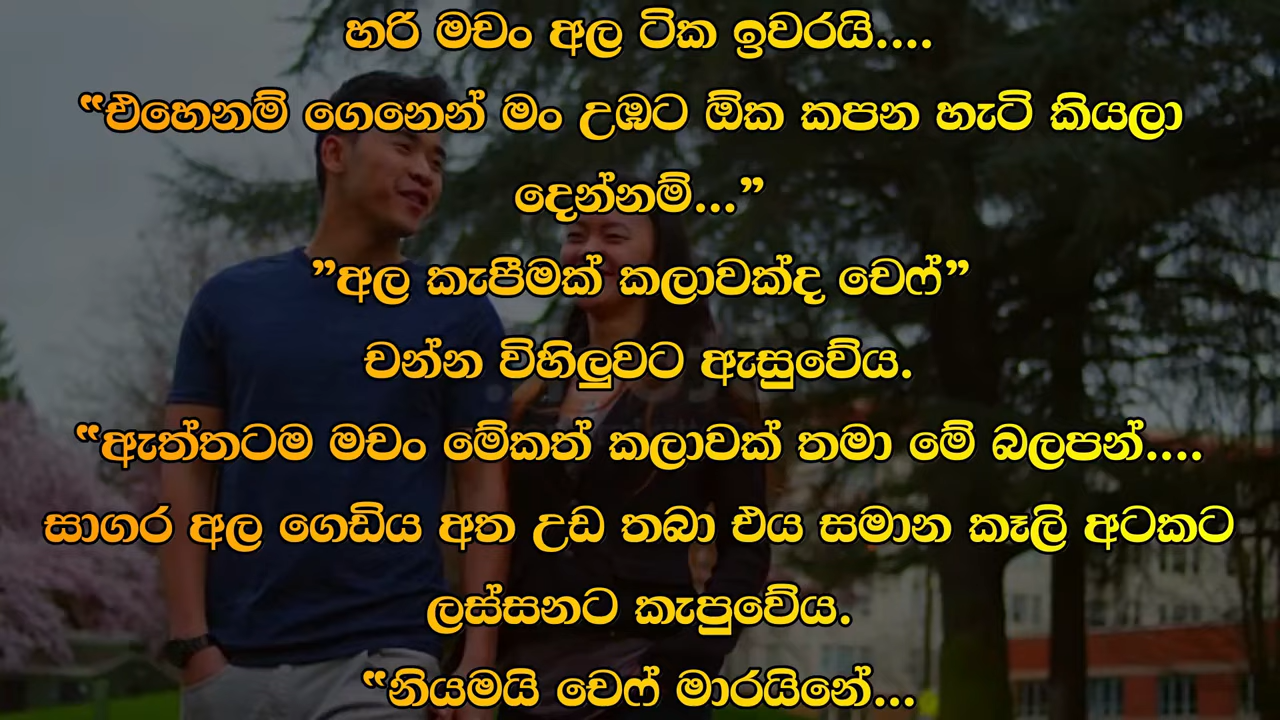 හරි මචං අල ටික ඉවරයි....
“එහෙනම් ගෙනෙන් මං උඹට ඕක කපන හැටි කියලා
දෙන්නම්...”
”අල කැපීමක් කලාවක්ද චෙෆ්”
චන්න විහිලුවට ඇසුවේය.
“ඇත්තටම මචං මේකත් කලාවක් තමා මේ බලපන්....
සාගර අල ගෙඩිය අත උඩ තබා එය සමාන කෑලි අටකට
ලස්සනට කැපුවේය.
“නියමයි චෙෆ් මාරයිනේ...